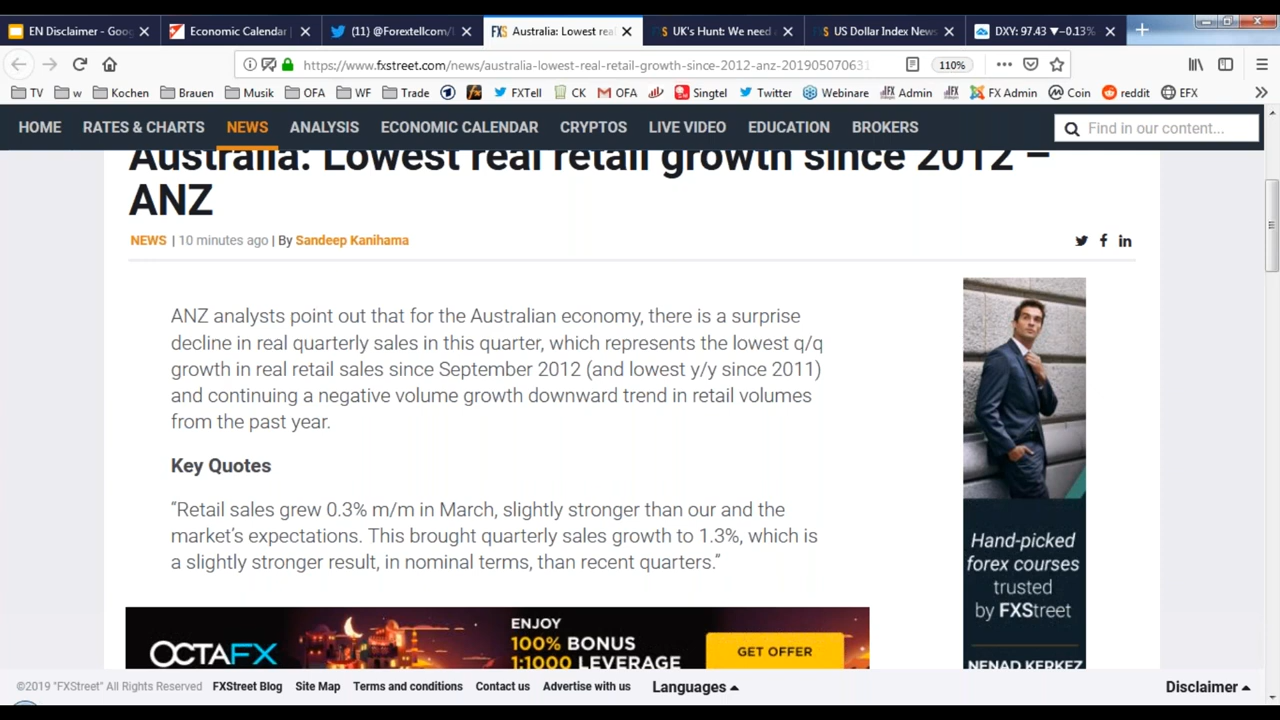 EN Disclaimer - Goog
Economic Calendar
(11) @Forextellcom/
FXS Australia: Lowest rea
UK's Hunt: We need
US Dollar Index News
DXY: 97.43 ▼−0.13%
https://www.fxstreet.com/news/australia-lowest-real-retail-growth-since-2012-anz-20190507063
110%
TV
w
Kochen
Brauen
Musik
OFA
WF
Trade
FXTell
CK
OFA
Singtel
Twitter
Webinare
Admin
FX Admin
Coin
reddit
EFX
HOME
RATES & CHARTS
NEWS
ANALYSIS
ECONOMIC CALENDAR
CRYPTOS
LIVE VIDEO
EDUCATION
BROKERS
Find in our content...
Australia: Lowest real retail growth since 2012 –
ANZ
NEWS | 10 minutes ago | By Sandeep Kanihama
ANZ analysts point out that for the Australian economy, there is a surprise
decline in real quarterly sales in this quarter, which represents the lowest q/q
growth in real retail sales since September 2012 (and lowest y/y since 2011)
and continuing a negative volume growth downward trend in retail volumes
from the past year.
Key Quotes
“Retail sales grew 0.3% m/m in March, slightly stronger than our and the
market’s expectations. This brought quarterly sales growth to 1.3%, which is
a slightly stronger result, in nominal terms, than recent quarters.”
Hand-picked
forex courses
trusted
by FXStreet
NENAD KERKEZ
OCTAFX
ENJOY
100% BONUS
1:1000 LEVERAGE
GET OFFER
©2019 "FXStreet" All Rights Reserved
FXStreet Blog
Site Map
Terms and conditions
Contact us
Advertise with us
Languages
Disclaimer